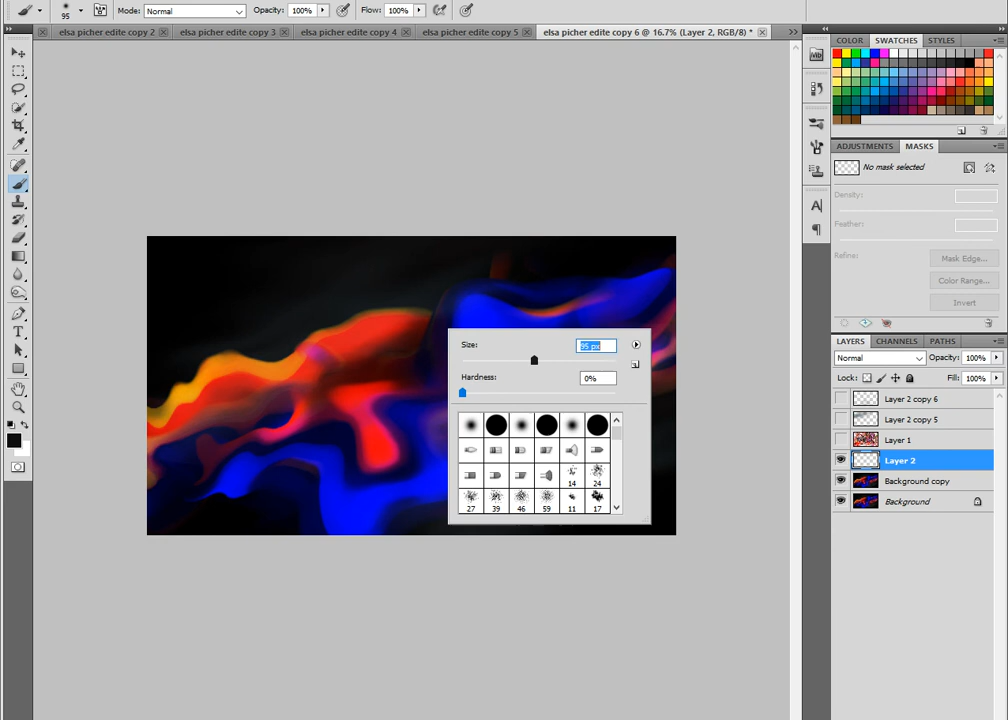 95 Mode: Normal Opacity: 100% Flow: 100%
elsa picher edite copy 2 elsa picher edite copy 3 elsa picher edite copy 4 elsa picher edite copy 5 elsa picher edite copy 6 @ 16.7% (Layer 2, RGB/8) *
COLOR SWATCHES STYLES
ADJUSTMENTS MASKS
No mask selected
Density:
Feather:
Refine: Mask Edge...
Color Range...
Invert
LAYERS CHANNELS PATHS
Normal Opacity: 100%
Lock: Fill: 100%
Layer 2 copy 6
Layer 2 copy 5
Layer 1
Layer 2
Background copy
Background
Size: 95 px
Hardness: 0%
14 24
27 39 46 59 11 17